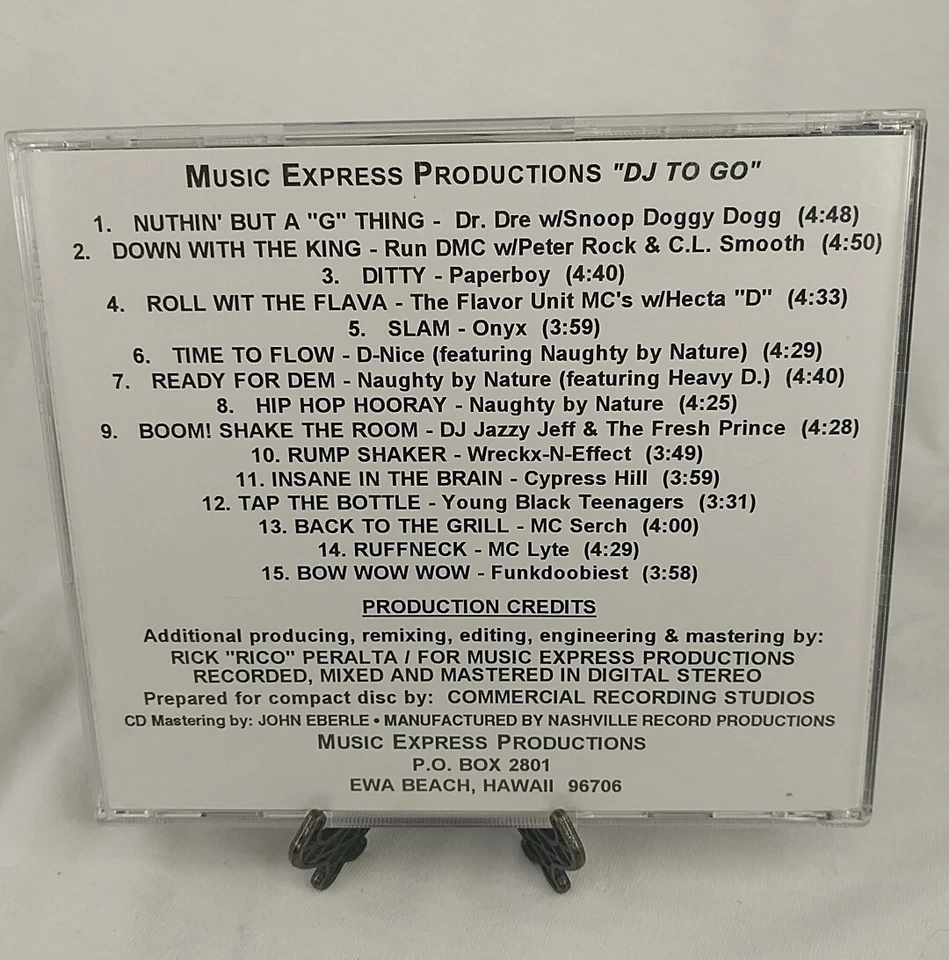 MUSIC EXPRESS PRODUCTIONS "DJ TO GO"
1. NUTHIN' BUT A "G" THING - Dr. Dre w/Snoop Doggy Dogg (4:48)
2. DOWN WITH THE KING - Run DMC w/Peter Rock & C.L. Smooth (4:50)
3. DITTY - Paperboy (4:40)
4. ROLL WIT THE FLAVA - The Flavor Unit MC's w/Hecta "D" (4:33)
5. SLAM - Onyx (3:59)
6. TIME TO FLOW - D-Nice (featuring Naughty by Nature) (4:29)
7. READY FOR DEM - Naughty by Nature (featuring Heavy D.) (4:40)
8. HIP HOP HOORAY - Naughty by Nature (4:25)
9. BOOM! SHAKE THE ROOM - DJ Jazzy Jeff & The Fresh Prince (4:28)
10. RUMP SHAKER - Wreckx-N-Effect (3:49)
11. INSANE IN THE BRAIN - Cypress Hill (3:59)
12. TAP THE BOTTLE - Young Black Teenagers (3:31)
13. BACK TO THE GRILL - MC Serch (4:00)
14. RUFFNECK - MC Lyte (4:29)
15. BOW WOW WOW - Funkdoobiest (3:58)
PRODUCTION CREDITS
Additional producing, remixing, editing, engineering & mastering by:
RICK "RICO" PERALTA / FOR MUSIC EXPRESS PRODUCTIONS
RECORDED, MIXED AND MASTERED IN DIGITAL STEREO
Prepared for compact disc by: COMMERCIAL RECORDING STUDIOS
CD Mastering by: JOHN EBERLE • MANUFACTURED BY NASHVILLE RECORD PRODUCTIONS
MUSIC EXPRESS PRODUCTIONS
P.O. BOX 2801
EWA BEACH, HAWAII 96706